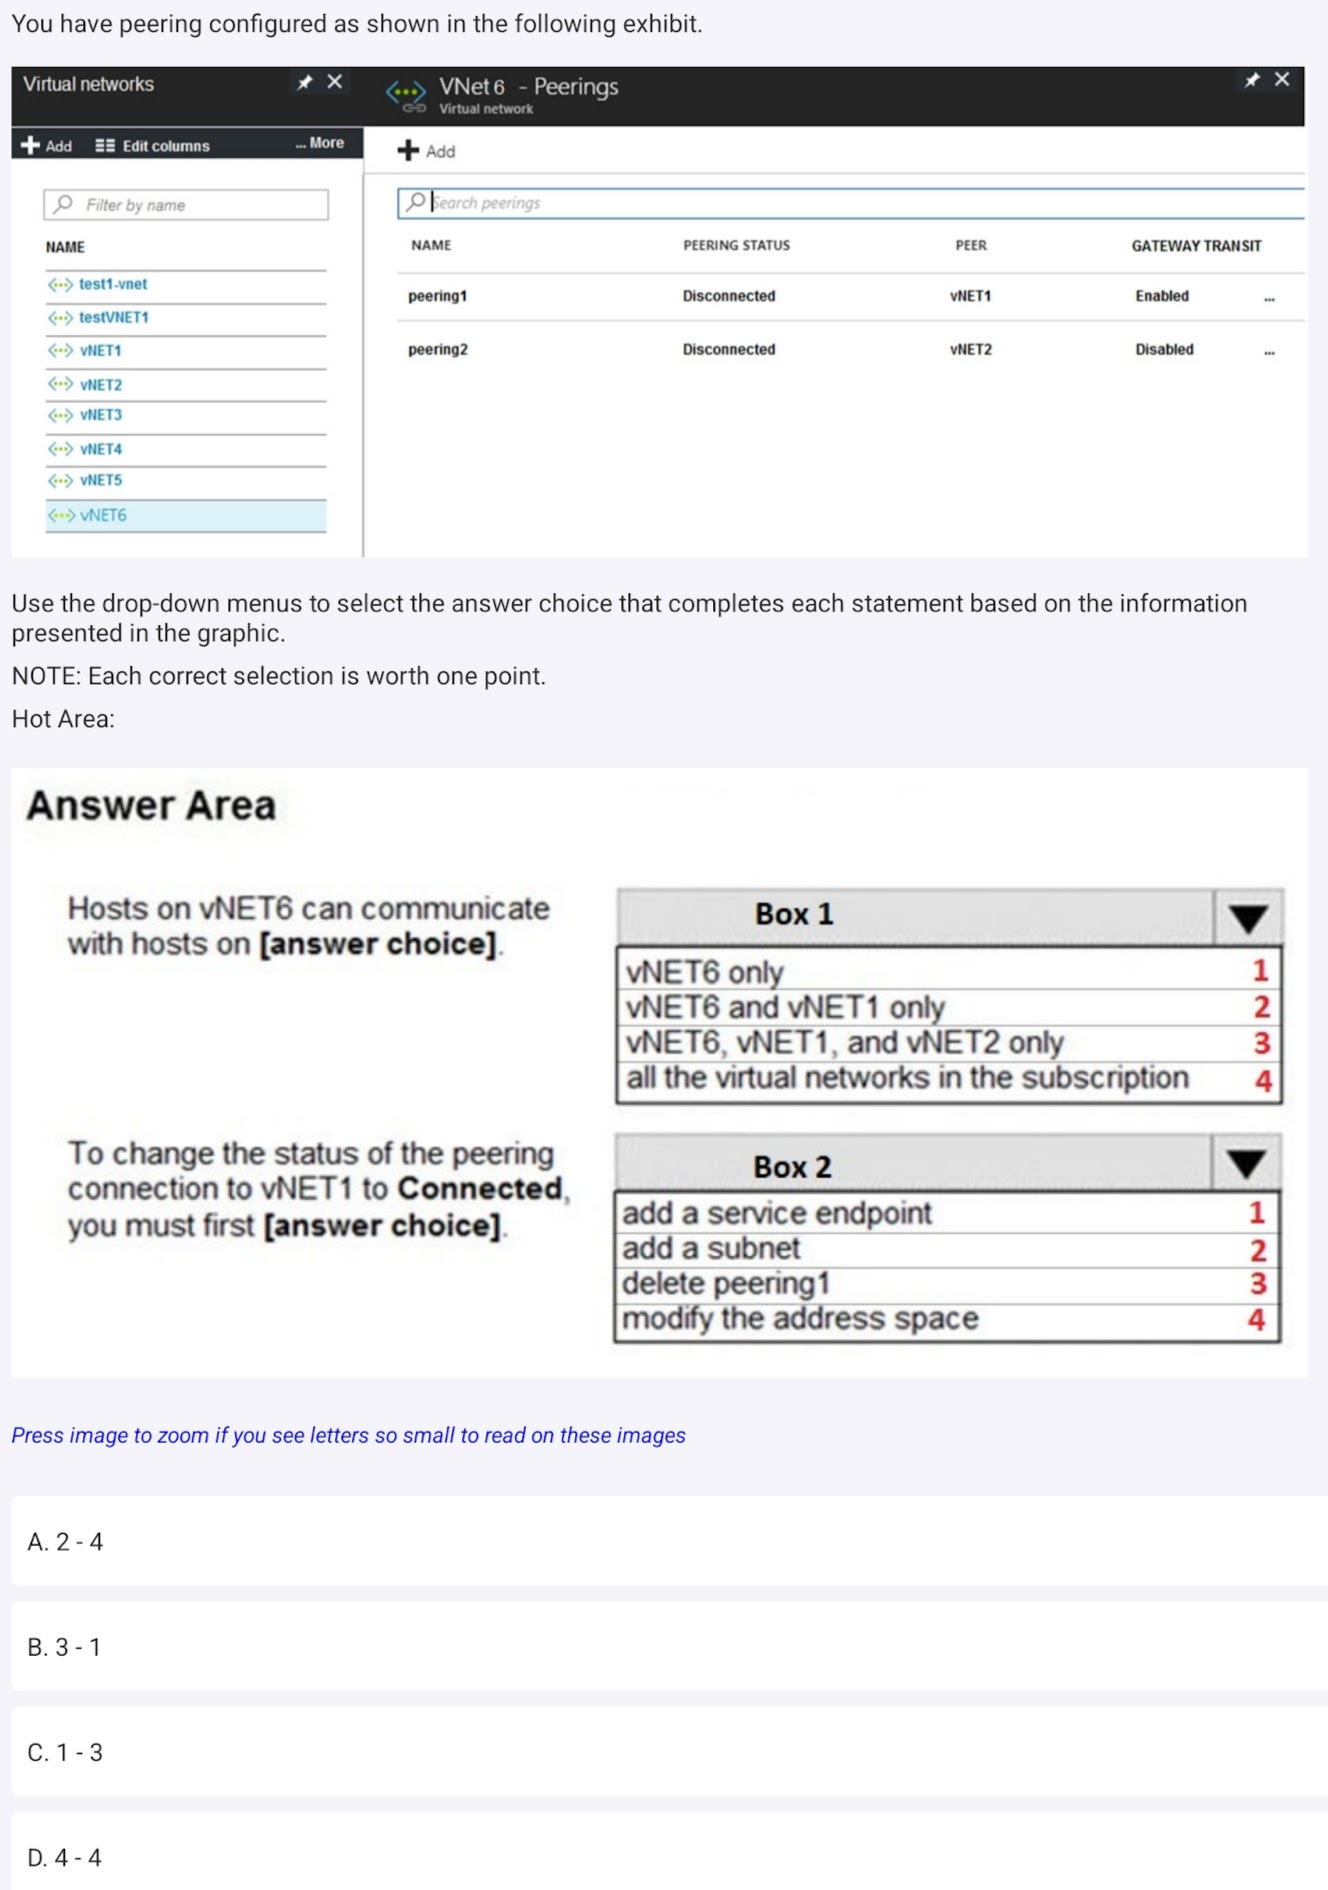 You have peering configured as shown in the following exhibit.
Virtual networks
VNet 6 - Peerings
Virtual network
Add
Edit columns
... More
Add
Filter by name
Search peerings
NAME
NAME
PEERING STATUS
PEER
GATEWAY TRANSIT
test1-vnet
peering1
Disconnected
vNET1
Enabled
...
testVNET1
vNET1
peering2
Disconnected
vNET2
Disabled
...
vNET2
vNET3
vNET4
vNET5
vNET6
Use the drop-down menus to select the answer choice that completes each statement based on the information
presented in the graphic.
NOTE: Each correct selection is worth one point.
Hot Area:
Answer Area
Hosts on vNET6 can communicate
with hosts on [answer choice].
Box 1
vNET6 only 1
vNET6 and vNET1 only 2
vNET6, vNET1, and vNET2 only 3
all the virtual networks in the subscription 4
To change the status of the peering
connection to vNET1 to Connected,
you must first [answer choice].
Box 2
add a service endpoint 1
add a subnet 2
delete peering1 3
modify the address space 4
Press image to zoom if you see letters so small to read on these images
A. 2 - 4
B. 3 - 1
C. 1 - 3
D. 4 - 4